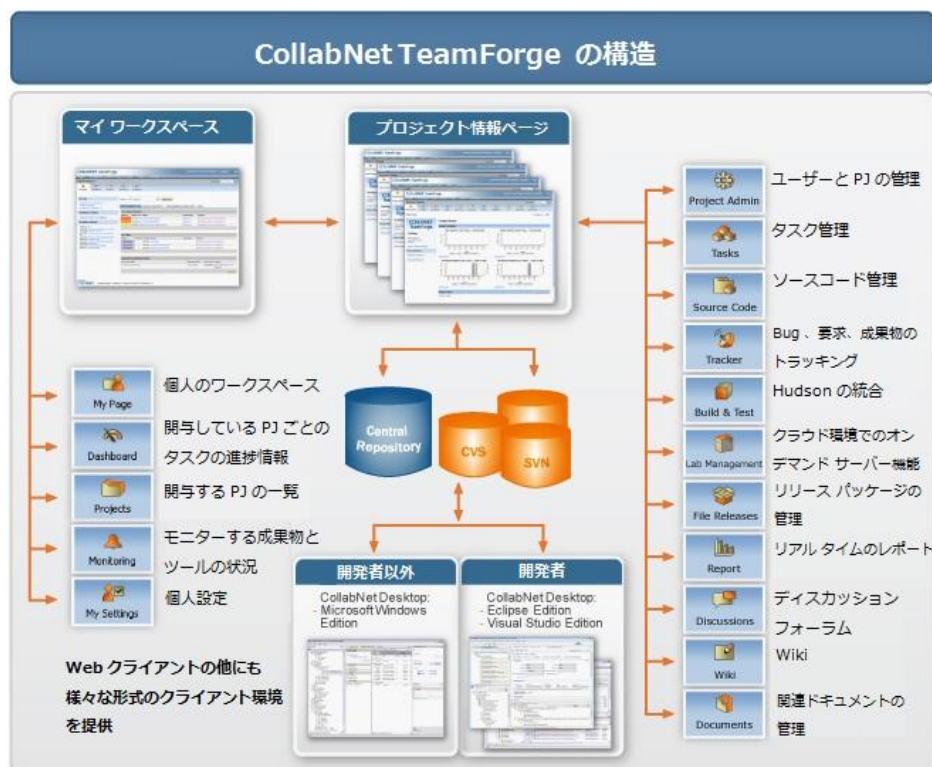 CollabNet TeamForge の構造
マイ ワークスペース
プロジェクト情報ページ
My Page
個人のワークスペース
Dashboard
開与している PJ ごとの
タスクの進捗情報
Projects
開与する PJ の一覧
Monitoring
モニターする成果物と
ツールの状況
My Settings
個人設定
Web クライアントの他にも
様々な形式のクライアント環境
を提供
Central
Repository
CVS
SVN
開発者以外
CollabNet Desktop:
- Microsoft Windows
Edition
開発者
CollabNet Desktop:
- Eclipse Edition
- Visual Studio Edition
Project Admin
ユーザーと PJ の管理
Tasks
タスク管理
Source Code
ソースコード管理
Tracker
Bug 、要求、成果物の
トラッキング
Build & Test
Hudson の統合
Lab Management
クラウド環境でのオン
デマンド サーバー機能
File Releases
リリース パッケージの
管理
Report
リアル タイムのレポート
Discussions
ディスカッション
フォーラム
Wiki
Wiki
Documents
関連ドキュメントの
管理